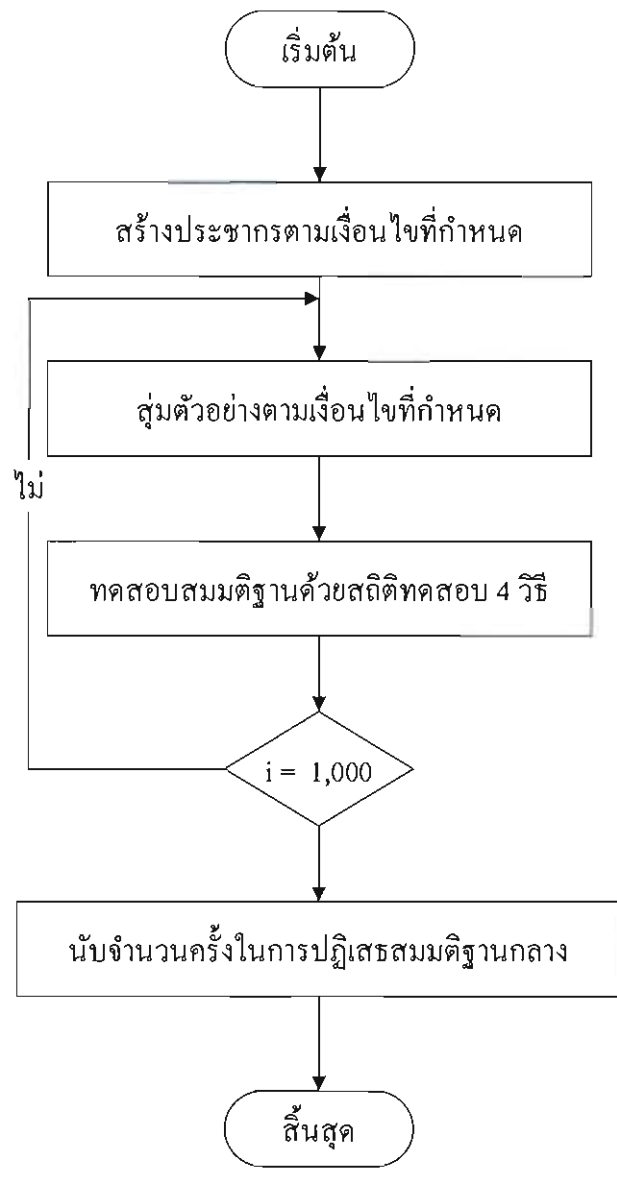 เริ่มต้น
สร้างประชากรตามเงื่อนไขที่กำหนด
สุ่มตัวอย่างตามเงื่อนไขที่กำหนด
ไม่
ทดสอบสมมติฐานด้วยสถิติทดสอบ 4 วิธี
i = 1,000
นับจำนวนครั้งในการปฏิเสธสมมติฐานกลาง
สิ้นสุด